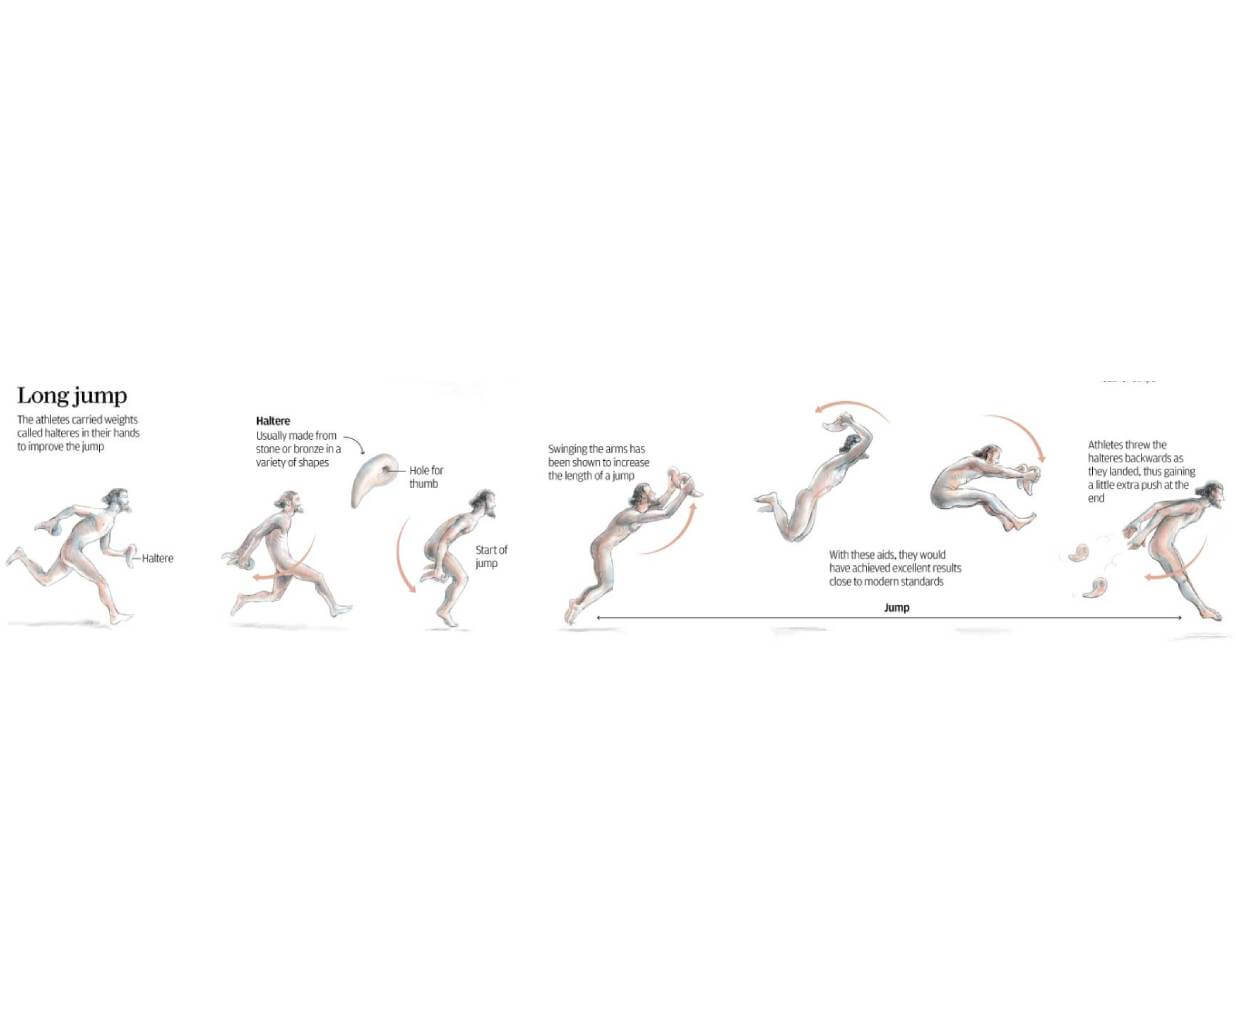 Long jump
The athletes carried weights
called halteres in their hands
to improve the jump
Haltere
Haltere
Usually made from
stone or bronze in a
variety of shapes
Hole for
thumb
Start of
jump
Swinging the arms has
been shown to increase
the length of a jump
With these aids, they would
have achieved excellent results
close to modern standards
Jump
Athletes threw the
halteres backwards as
they landed, thus gaining
a little extra push at the
end